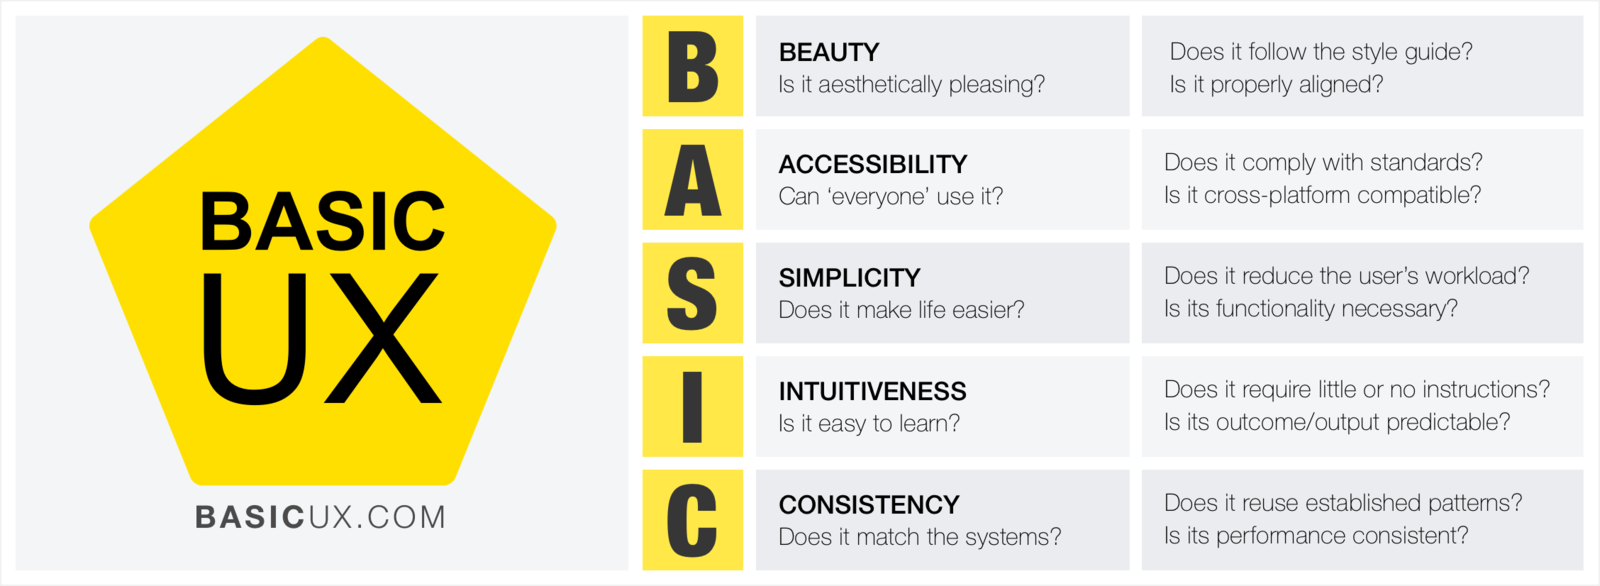 BASIC
UX
BASICUX.COM
B
BEAUTY
Is it aesthetically pleasing?
Does it follow the style guide?
Is it properly aligned?
A
ACCESSIBILITY
Can ‘everyone’ use it?
Does it comply with standards?
Is it cross-platform compatible?
S
SIMPLICITY
Does it make life easier?
Does it reduce the user’s workload?
Is its functionality necessary?
I
INTUITIVENESS
Is it easy to learn?
Does it require little or no instructions?
Is its outcome/output predictable?
C
CONSISTENCY
Does it match the systems?
Does it reuse established patterns?
Is its performance consistent?